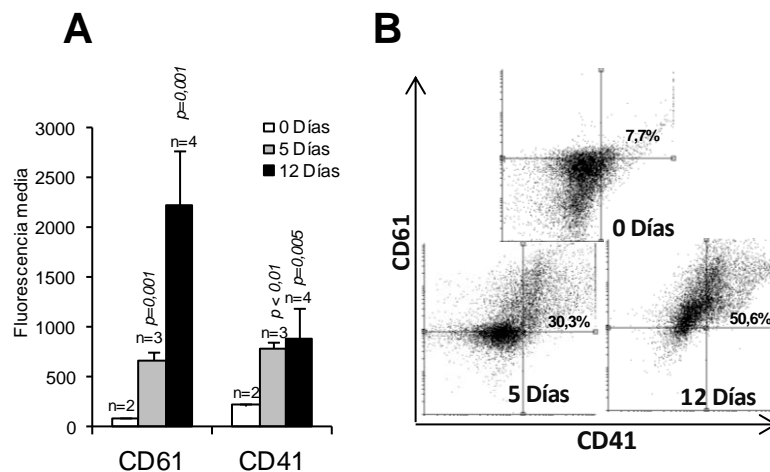 A
Fluorescencia media
3000
2500
2000
1500
1000
500
0
n=2
n=3
p=0,001
n=4
p=0,001
n=2
n=3
p < 0,01
n=4
p=0,005
CD61
CD41
0 Días
5 Días
12 Días
B
CD61
7,7%
0 Días
30,3%
5 Días
50,6%
12 Días
CD41